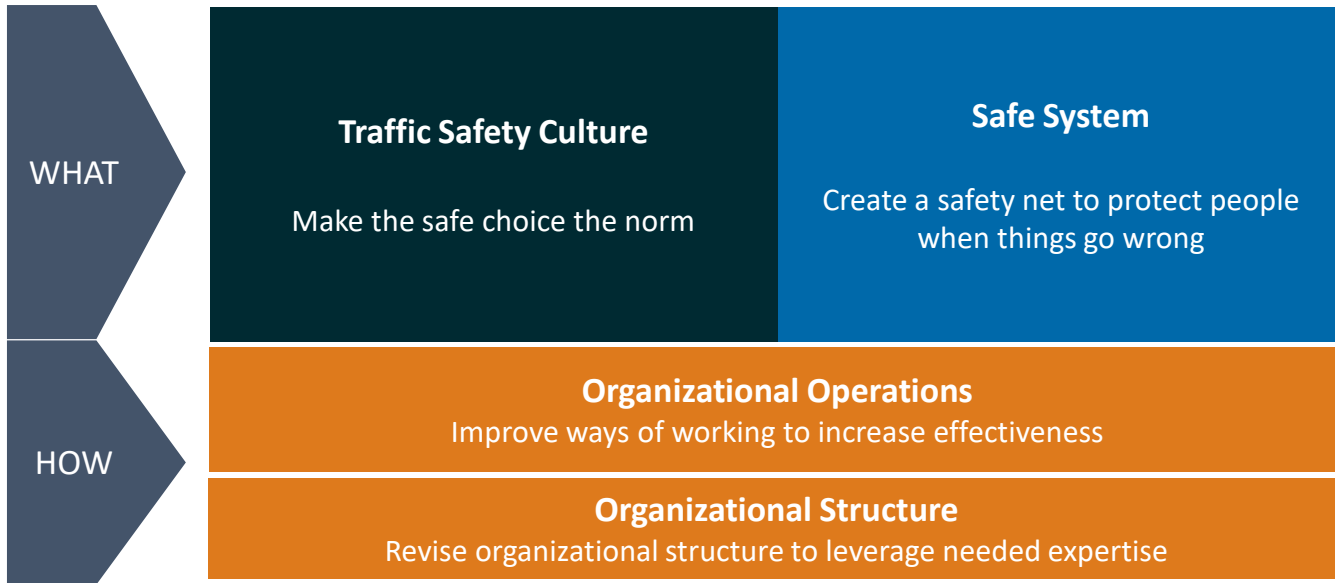 WHAT
Traffic Safety Culture
Make the safe choice the norm
Safe System
Create a safety net to protect people
when things go wrong
HOW
Organizational Operations
Improve ways of working to increase effectiveness
Organizational Structure
Revise organizational structure to leverage needed expertise